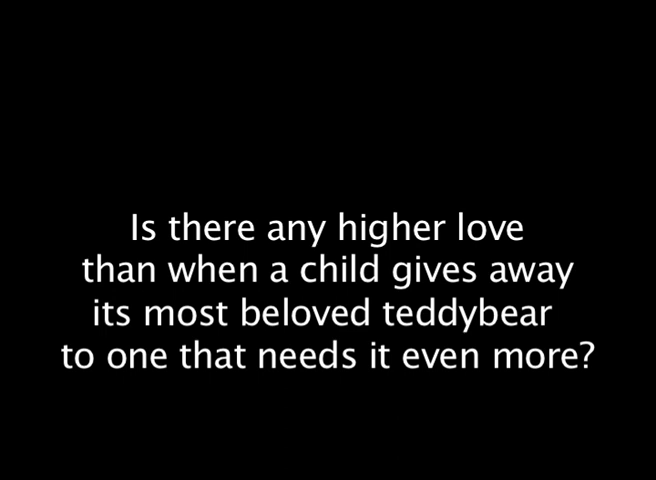 Is there any higher love
than when a child gives away
its most beloved teddybear
to one that needs it even more?